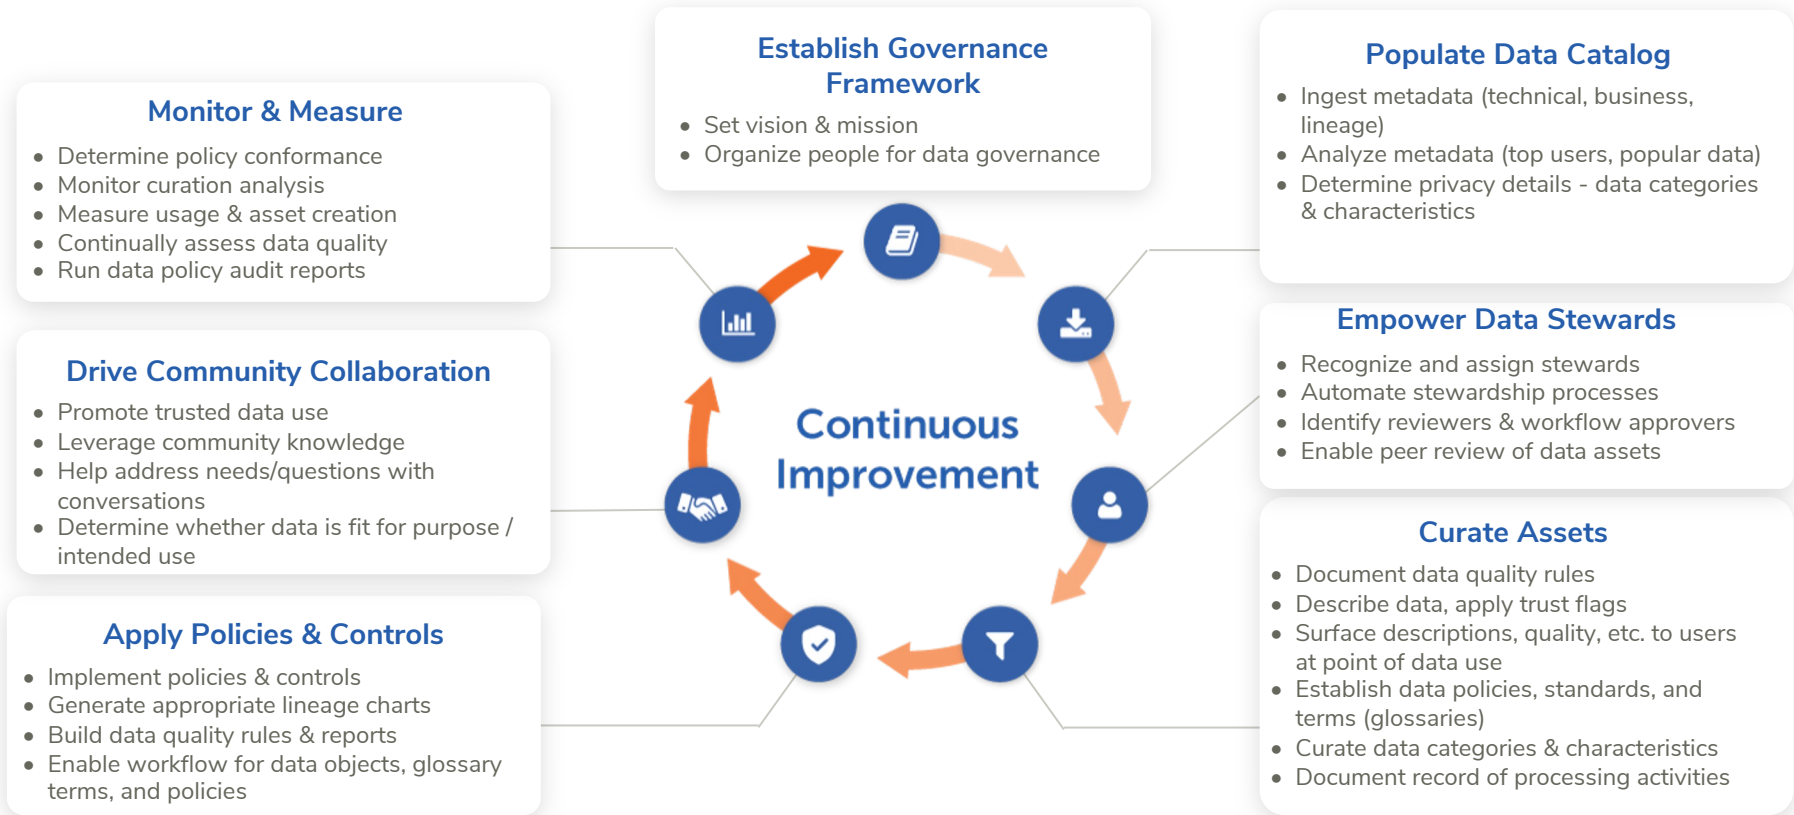 Establish Governance
Framework
• Set vision & mission
• Organize people for data governance
Populate Data Catalog
• Ingest metadata (technical, business,
lineage)
• Analyze metadata (top users, popular data)
• Determine privacy details - data categories
& characteristics
Empower Data Stewards
• Recognize and assign stewards
• Automate stewardship processes
• Identify reviewers & workflow approvers
• Enable peer review of data assets
Curate Assets
• Document data quality rules
• Describe data, apply trust flags
• Surface descriptions, quality, etc. to users
at point of data use
• Establish data policies, standards, and
terms (glossaries)
• Curate data categories & characteristics
• Document record of processing activities
Apply Policies & Controls
• Implement policies & controls
• Generate appropriate lineage charts
• Build data quality rules & reports
• Enable workflow for data objects, glossary
terms, and policies
Drive Community Collaboration
• Promote trusted data use
• Leverage community knowledge
• Help address needs/questions with
conversations
• Determine whether data is fit for purpose /
intended use
Monitor & Measure
• Determine policy conformance
• Monitor curation analysis
• Measure usage & asset creation
• Continually assess data quality
• Run data policy audit reports
Continuous
Improvement